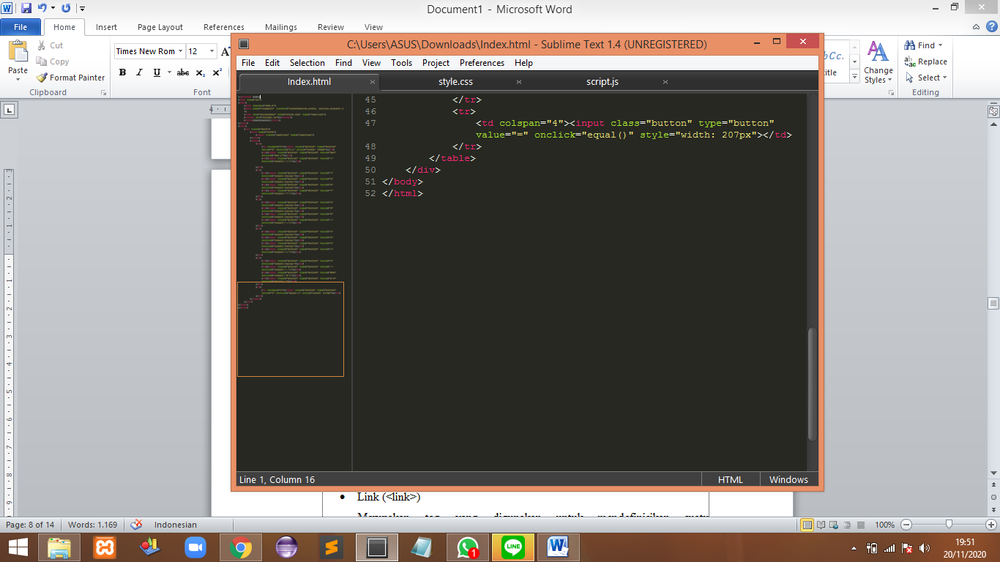 Document1 - Microsoft Word
File Home Insert Page Layout References Mailings Review View
Paste
Cut
Copy
Format Painter
Clipboard
Times New Rom 12 A
B I U abc X2 X2
Font
Change
Styles
Find
Replace
Select
Editing
C:\Users\ASUS\Downloads\Index.html - Sublime Text 1.4 (UNREGISTERED)
File Edit Selection Find View Tools Project Preferences Help
Index.html style.css script.js
45 </tr>
46 <tr>
47 <td colspan="4"><input class="button" type="button"
value="=" onclick="equal()" style="width: 207px"></td>
48 </tr>
49 </table>
50 </div>
51 </body>
52 </html>
Line 1, Column 16 HTML Windows
• Link (<link>)
Page: 8 of 14 Words: 1.169 Indonesian 100%
1
LINE
19:51
20/11/2020